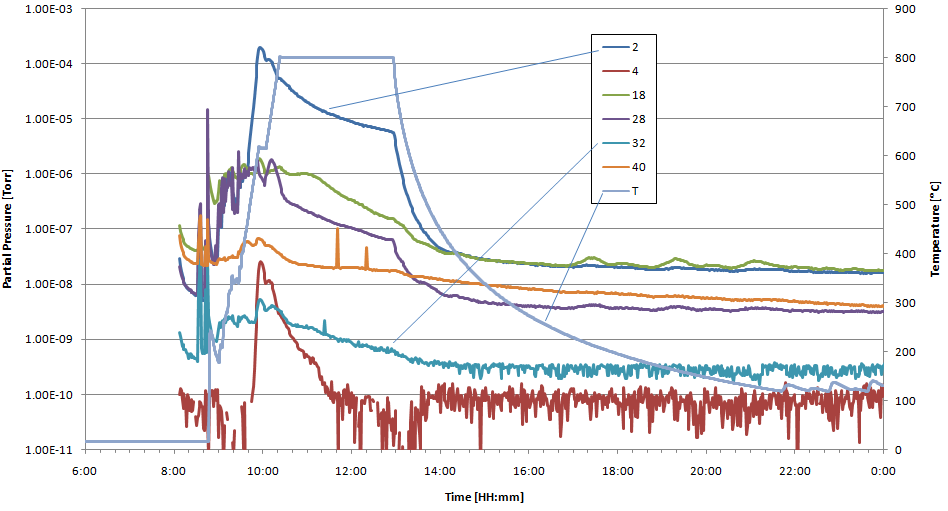 1.00E-03
1.00E-04
1.00E-05
1.00E-06
1.00E-07
1.00E-08
1.00E-09
1.00E-10
1.00E-11
Partial Pressure [Torr]
2
4
18
28
32
40
T
900
800
700
600
500
400
300
200
100
0
Temperature [°C]
6:00 8:00 10:00 12:00 14:00 16:00 18:00 20:00 22:00 0:00
Time [HH:mm]